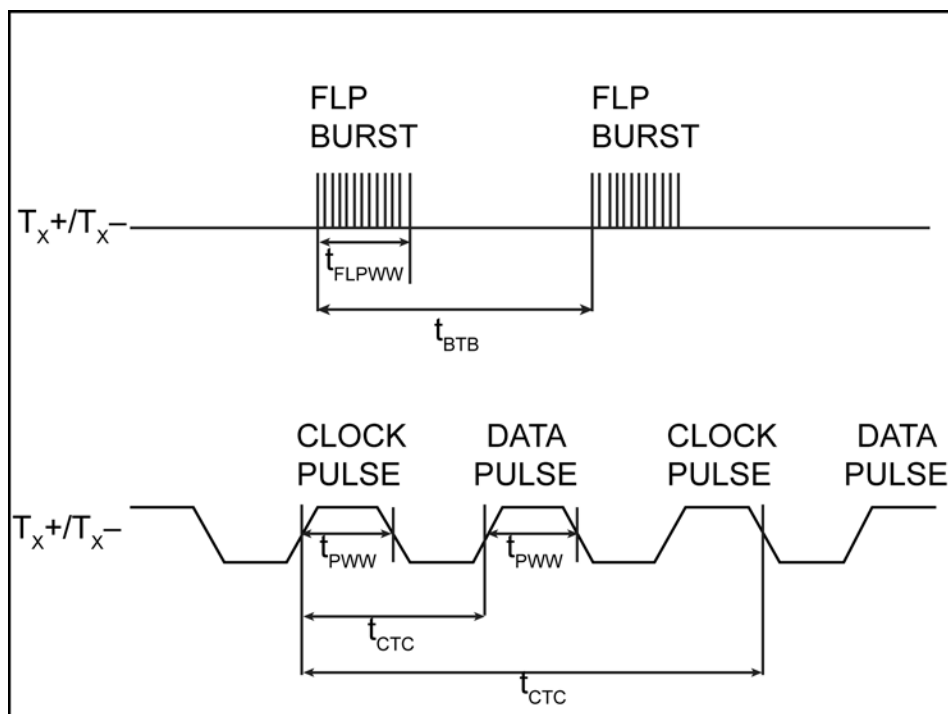 FLP BURST
FLP BURST
TX+/TX–
tFLPWW
tBTB
CLOCK PULSE
DATA PULSE
CLOCK PULSE
DATA PULSE
TX+/TX–
tPWW
tPWW
tCTC
tCTC